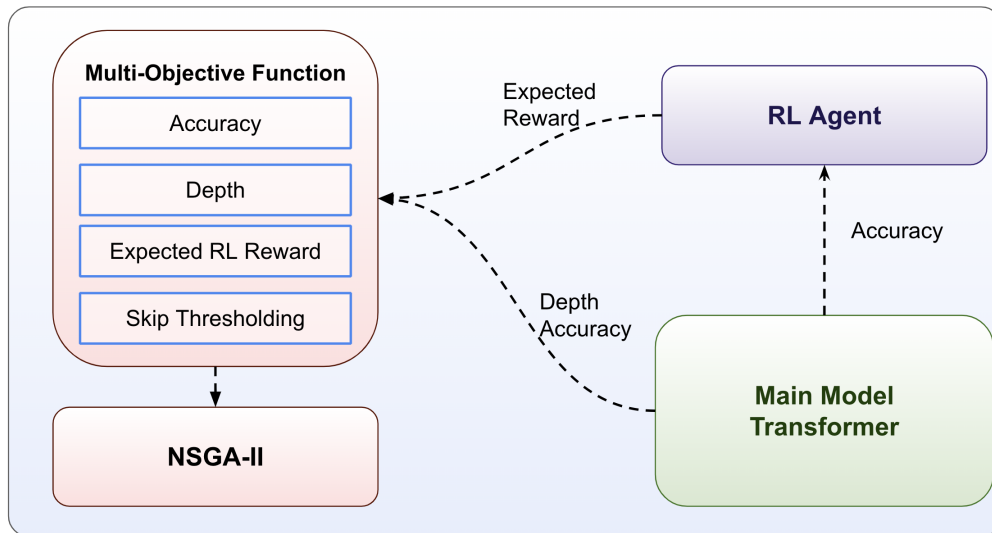 Multi-Objective Function
Accuracy
Depth
Expected RL Reward
Skip Thresholding
NSGA-II
Expected
Reward
RL Agent
Accuracy
Depth
Accuracy
Main Model
Transformer